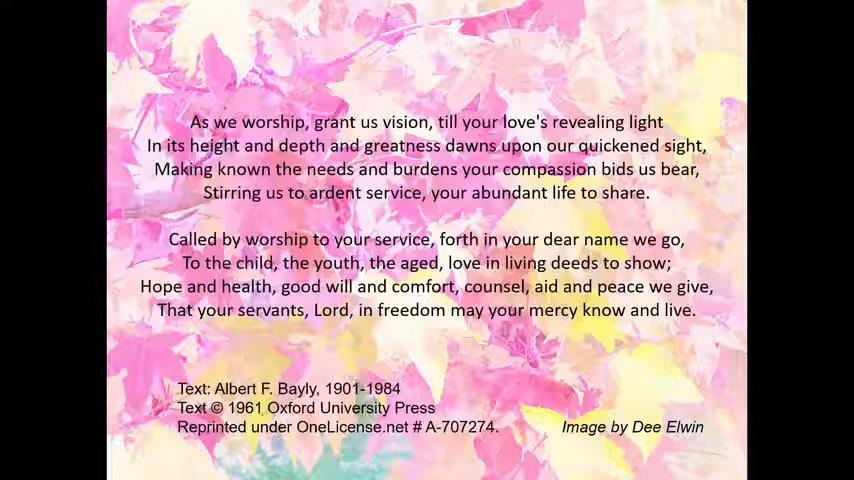 As we worship, grant us vision, till your love's revealing light
In its height and depth and greatness dawns upon our quickened sight,
Making known the needs and burdens your compassion bids us bear,
Stirring us to ardent service, your abundant life to share.
Called by worship to your service, forth in your dear name we go,
To the child, the youth, the aged, love in living deeds to show;
Hope and health, good will and comfort, counsel, aid and peace we give,
That your servants, Lord, in freedom may your mercy know and live.
Text: Albert F. Bayly, 1901-1984
Text © 1961 Oxford University Press
Reprinted under OneLicense.net # A-707274.
Image by Dee Elwin